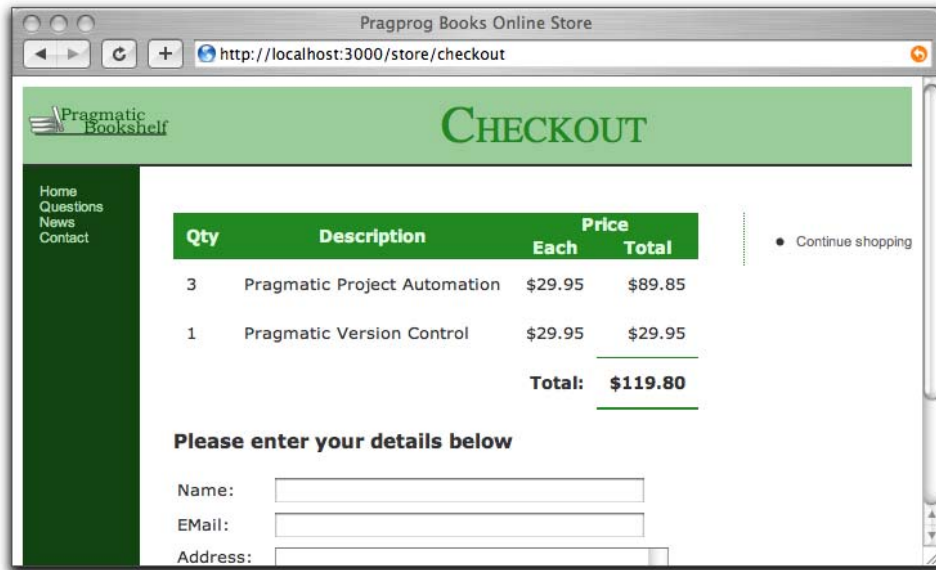 Pragprog Books Online Store
http://localhost:3000/store/checkout
Pragmatic
Bookshelf
CHECKOUT
Home
Questions
News
Contact
Qty Description Price
Each Total
3 Pragmatic Project Automation $29.95 $89.85
1 Pragmatic Version Control $29.95 $29.95
Total: $119.80
Continue shopping
Please enter your details below
Name:
EMail:
Address: